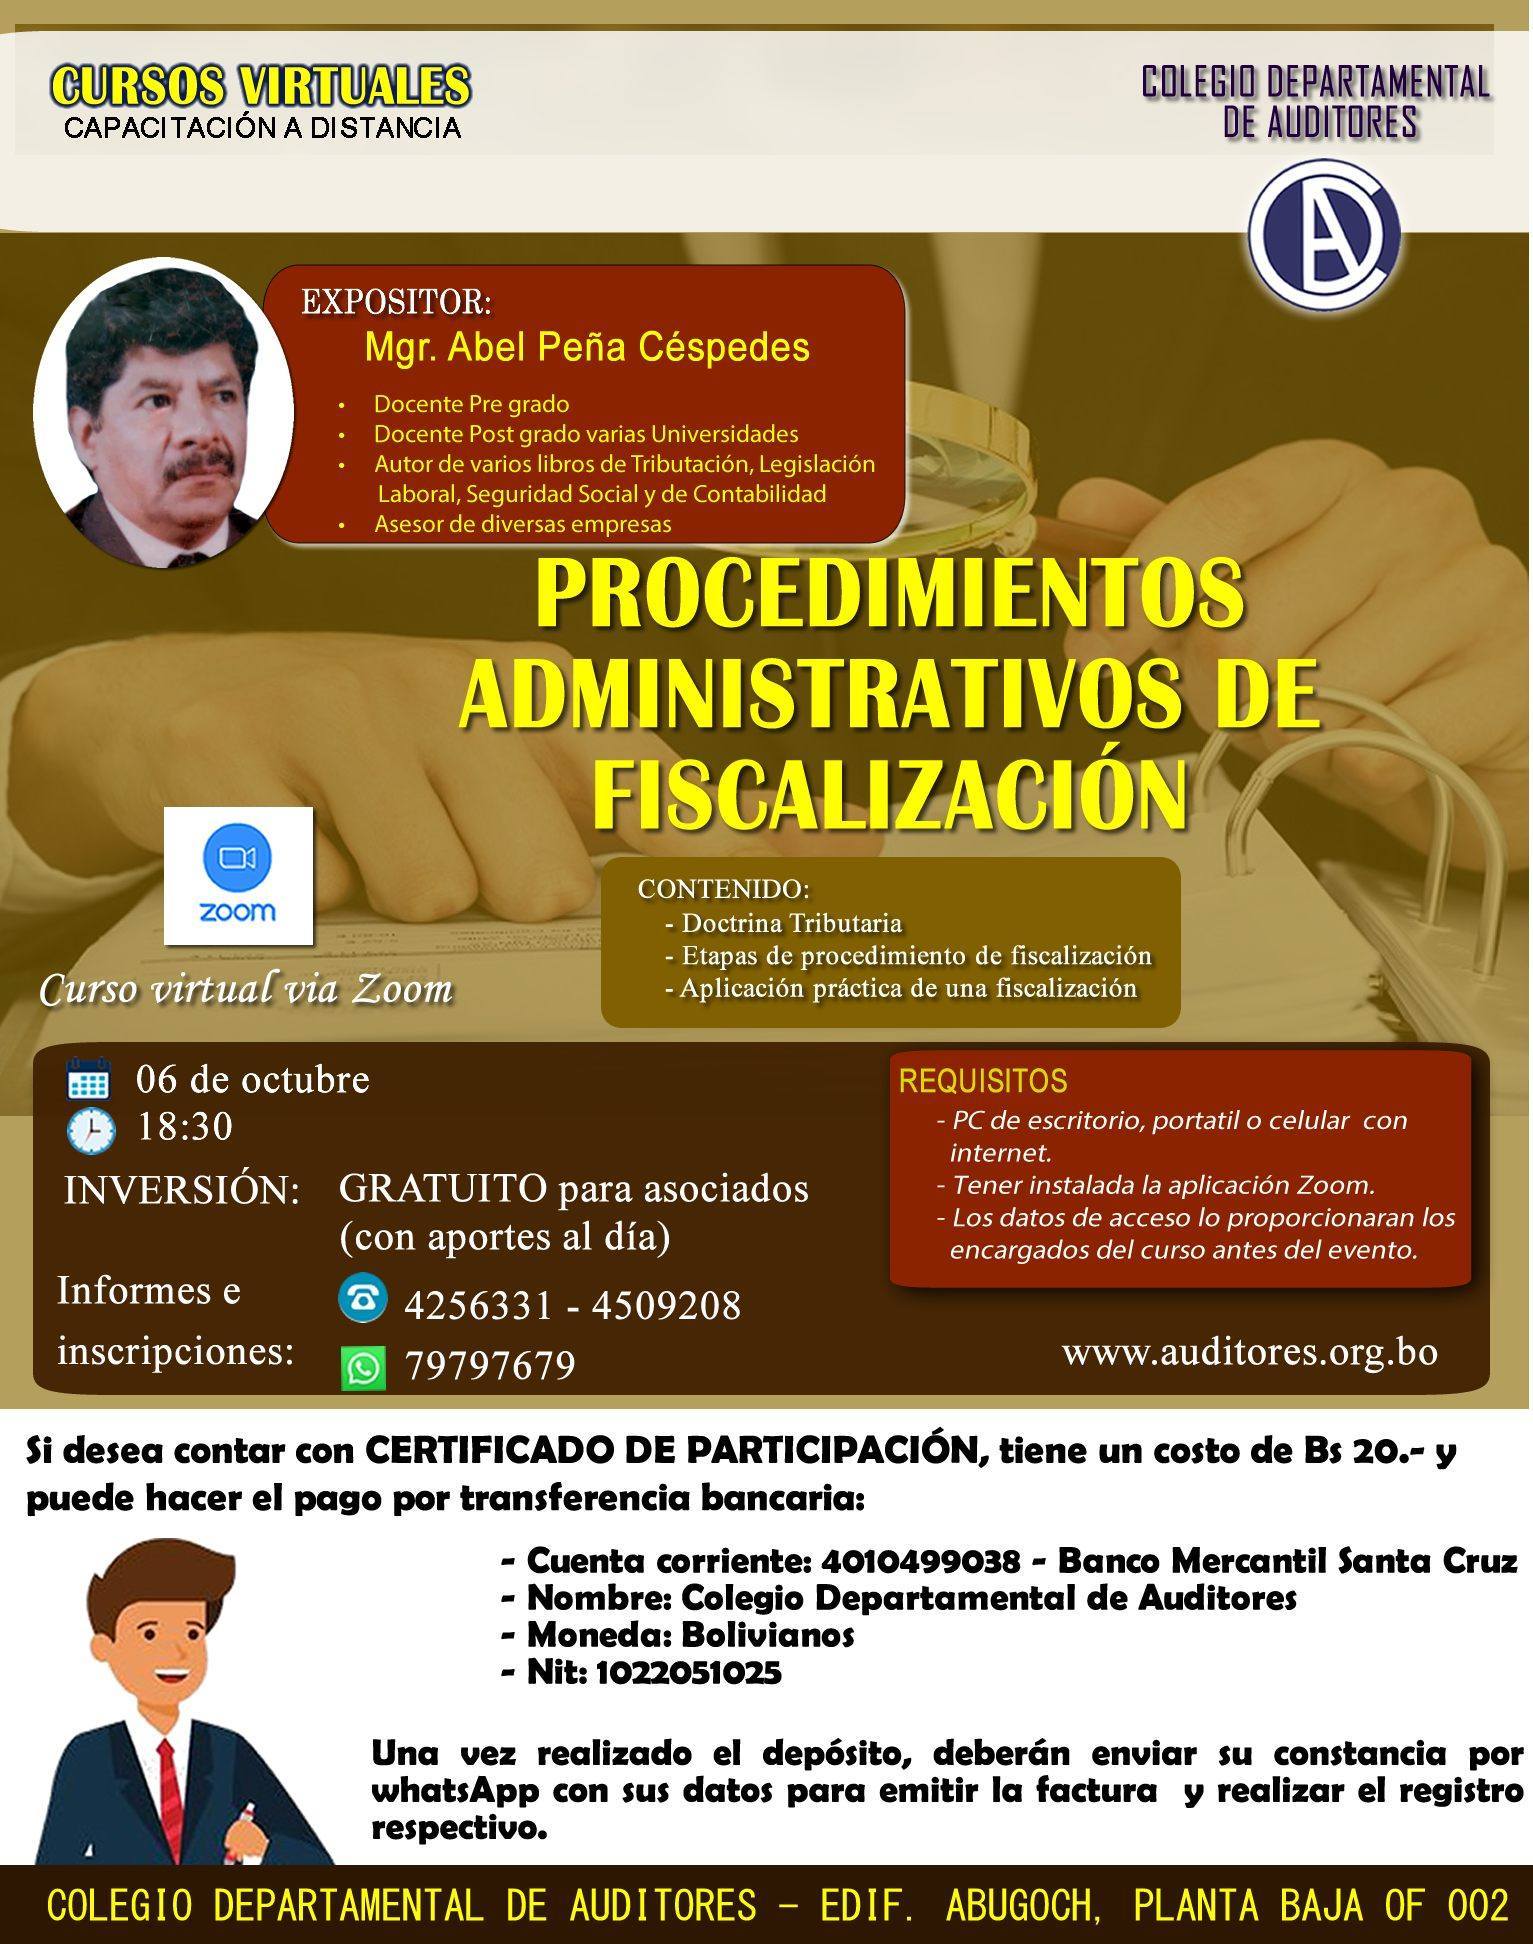 CURSOS VIRTUALES
CAPACITACIÓN A DISTANCIA
COLEGIO DEPARTAMENTAL
DE AUDITORES
CDA
EXPOSITOR:
Mgr. Abel Peña Céspedes
• Docente Pre grado
• Docente Post grado varias Universidades
• Autor de varios libros de Tributación, Legislación
Laboral, Seguridad Social y de Contabilidad
• Asesor de diversas empresas
PROCEDIMIENTOS
ADMINISTRATIVOS DE
FISCALIZACIÓN
zoom
Curso virtual via Zoom
CONTENIDO:
- Doctrina Tributaria
- Etapas de procedimiento de fiscalización
- Aplicación práctica de una fiscalización
06 de octubre
18:30
INVERSIÓN: GRATUITO para asociados
(con aportes al día)
Informes e
inscripciones:
4256331 - 4509208
79797679
REQUISITOS
- PC de escritorio, portatil o celular con
internet.
- Tener instalada la aplicación Zoom.
- Los datos de acceso lo proporcionaran los
encargados del curso antes del evento.
www.auditores.org.bo
Si desea contar con CERTIFICADO DE PARTICIPACIÓN, tiene un costo de Bs 20.- y
puede hacer el pago por transferencia bancaria:
- Cuenta corriente: 4010499038 - Banco Mercantil Santa Cruz
- Nombre: Colegio Departamental de Auditores
- Moneda: Bolivianos
- Nit: 1022051025
Una vez realizado el depósito, deberán enviar su constancia por
whatsApp con sus datos para emitir la factura y realizar el registro
respectivo.
COLEGIO DEPARTAMENTAL DE AUDITORES – EDIF. ABUGOCH, PLANTA BAJA OF 002